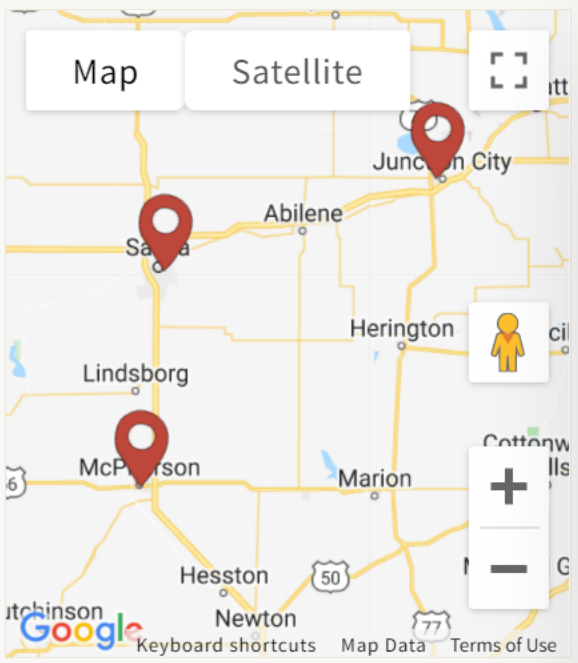 Map
Satellite
Junction City
Abilene
Salina
Herington
Lindsborg
McPherson
Marion
Hesston
50
Newton
77
Google
Keyboard shortcuts
Map Data
Terms of Use